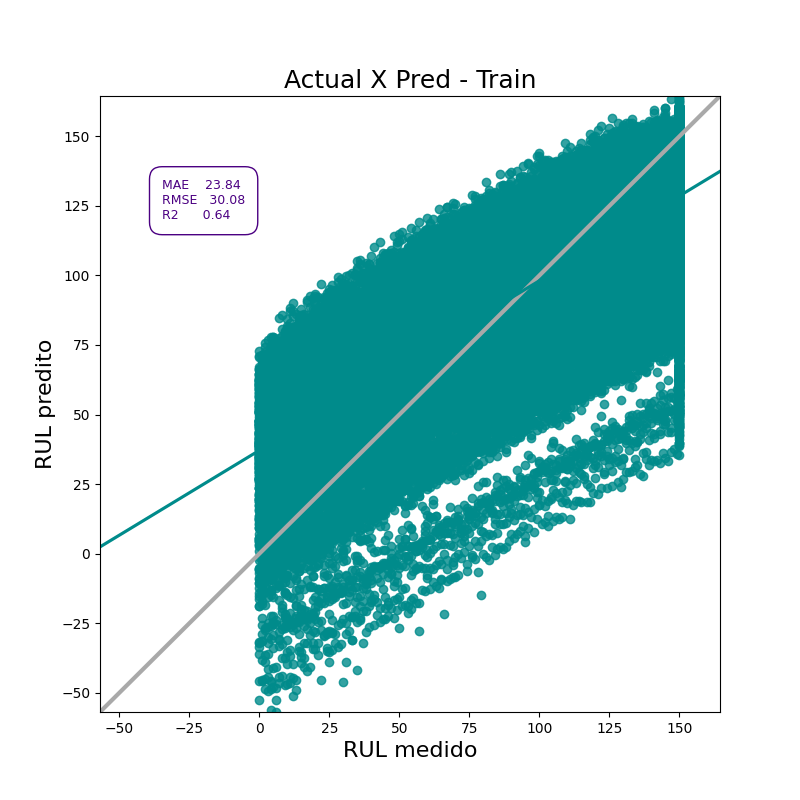 Actual X Pred - Train
150
125
100
75
50
25
0
−25
−50
MAE 23.84
RMSE 30.08
R2 0.64
RUL predito
−50 −25 0 25 50 75 100 125 150
RUL medido